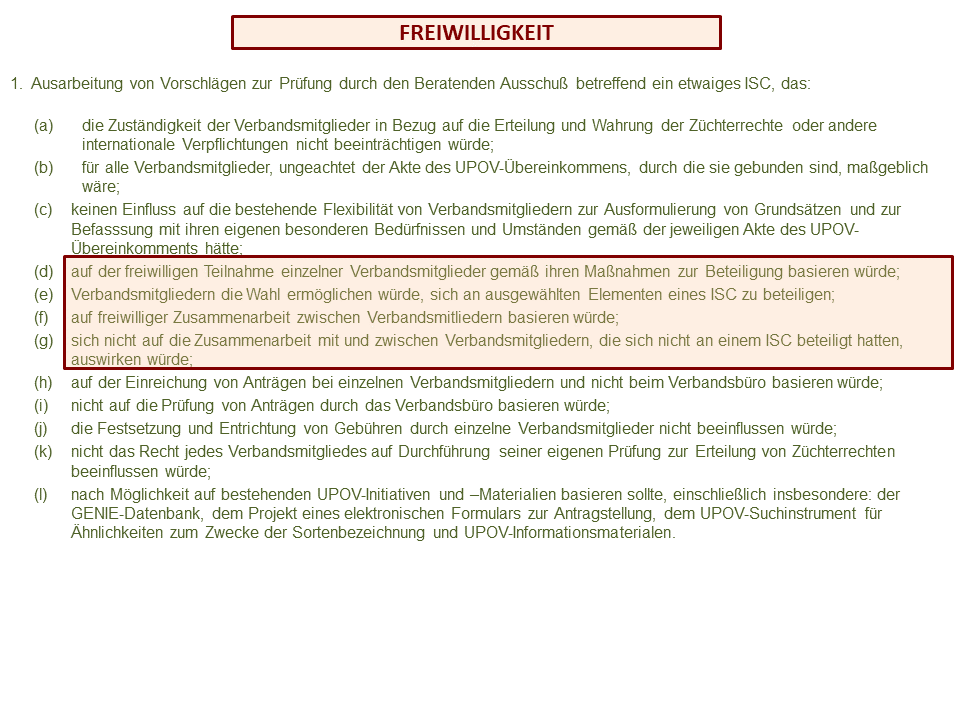 FREIWILLIGKEIT
1. Ausarbeitung von Vorschlägen zur Prüfung durch den Beratenden Ausschuß betreffend ein etwaiges ISC, das:
(a) die Zuständigkeit der Verbandsmitglieder in Bezug auf die Erteilung und Wahrung der Züchterrechte oder andere
internationale Verpflichtungen nicht beeinträchtigen würde;
(b) für alle Verbandsmitglieder, ungeachtet der Akte des UPOV-Übereinkommens, durch die sie gebunden sind, maßgeblich
wäre;
(c) keinen Einfluss auf die bestehende Flexibilität von Verbandsmitgliedern zur Ausformulierung von Grundsätzen und zur
Befasssung mit ihren eigenen besonderen Bedürfnissen und Umständen gemäß der jeweiligen Akte des UPOV-
Übereinkomments hätte;
(d) auf der freiwilligen Teilnahme einzelner Verbandsmitglieder gemäß ihren Maßnahmen zur Beteiligung basieren würde;
(e) Verbandsmitgliedern die Wahl ermöglichen würde, sich an ausgewählten Elementen eines ISC zu beteiligen;
(f) auf freiwilliger Zusammenarbeit zwischen Verbandsmitliedern basieren würde;
(g) sich nicht auf die Zusammenarbeit mit und zwischen Verbandsmitgliedern, die sich nicht an einem ISC beteiligt hatten,
auswirken würde;
(h) auf der Einreichung von Anträgen bei einzelnen Verbandsmitgliedern und nicht beim Verbandsbüro basieren würde;
(i) nicht auf die Prüfung von Anträgen durch das Verbandsbüro basieren würde;
(j) die Festsetzung und Entrichtung von Gebühren durch einzelne Verbandsmitglieder nicht beeinflussen würde;
(k) nicht das Recht jedes Verbandsmitgliedes auf Durchführung seiner eigenen Prüfung zur Erteilung von Züchterrechten
beeinflussen würde;
(l) nach Möglichkeit auf bestehenden UPOV-Initiativen und –Materialien basieren sollte, einschließlich insbesondere: der
GENIE-Datenbank, dem Projekt eines elektronischen Formulars zur Antragstellung, dem UPOV-Suchinstrument für
Ähnlichkeiten zum Zwecke der Sortenbezeichnung und UPOV-Informationsmaterialen.